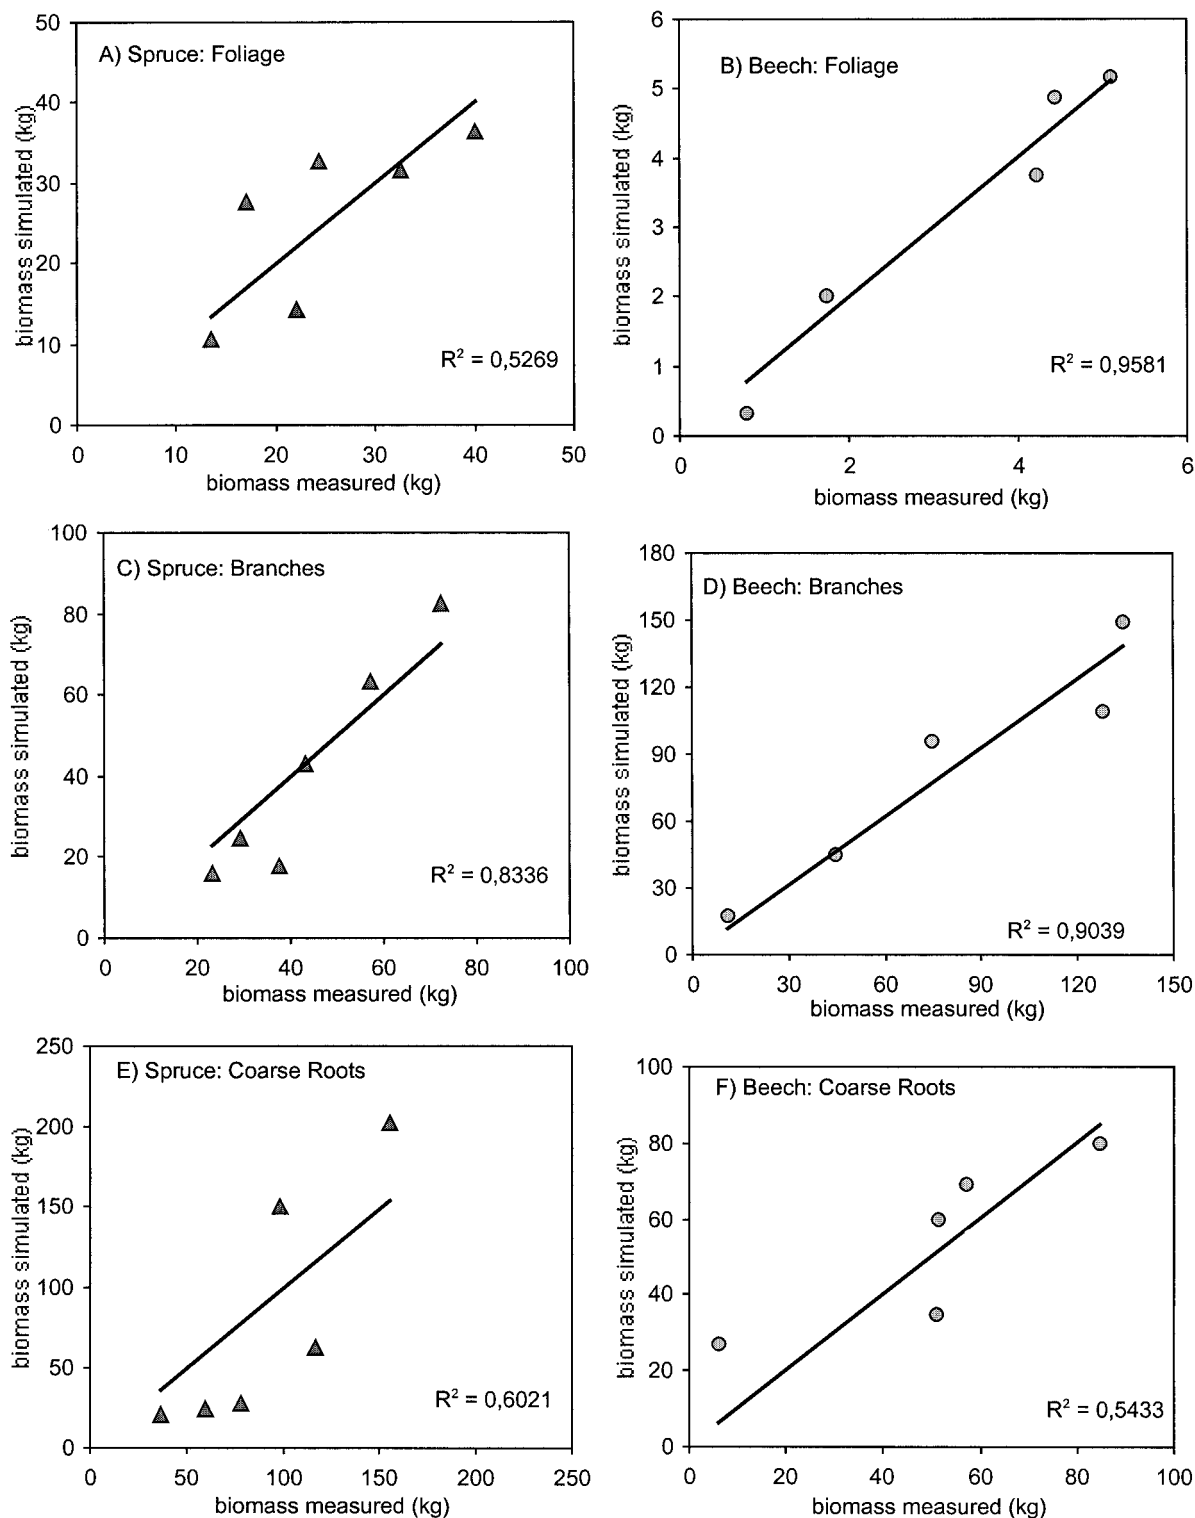 A) Spruce: Foliage
biomass simulated (kg)
50
40
30
20
10
0
R² = 0,5269
0 10 20 30 40 50
biomass measured (kg)
B) Beech: Foliage
biomass simulated (kg)
6
5
4
3
2
1
0
R² = 0,9581
0 2 4 6
biomass measured (kg)
C) Spruce: Branches
biomass simulated (kg)
100
80
60
40
20
0
R² = 0,8336
0 20 40 60 80 100
biomass measured (kg)
D) Beech: Branches
biomass simulated (kg)
180
150
120
90
60
30
0
R² = 0,9039
0 30 60 90 120 150
biomass measured (kg)
E) Spruce: Coarse Roots
biomass simulated (kg)
250
200
150
100
50
0
R² = 0,6021
0 50 100 150 200 250
biomass measured (kg)
F) Beech: Coarse Roots
biomass simulated (kg)
100
80
60
40
20
0
R² = 0,5433
0 20 40 60 80 100
biomass measured (kg)